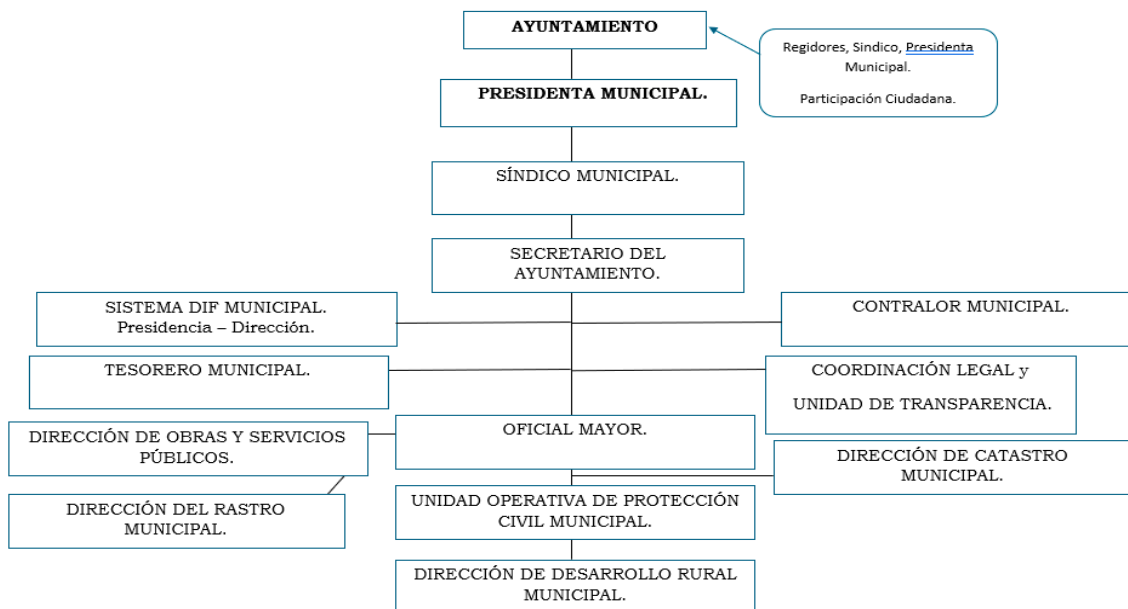 AYUNTAMIENTO
Regidores, Sindico, Presidenta
Municipal.
Participación Ciudadana.
PRESIDENTA MUNICIPAL.
SÍNDICO MUNICIPAL.
SECRETARIO DEL
AYUNTAMIENTO.
SISTEMA DIF MUNICIPAL.
Presidencia – Dirección.
CONTRALOR MUNICIPAL.
TESORERO MUNICIPAL.
COORDINACIÓN LEGAL y
UNIDAD DE TRANSPARENCIA.
DIRECCIÓN DE OBRAS Y SERVICIOS
PÚBLICOS.
OFICIAL MAYOR.
DIRECCIÓN DE CATASTRO
MUNICIPAL.
DIRECCIÓN DEL RASTRO
MUNICIPAL.
UNIDAD OPERATIVA DE PROTECCIÓN
CIVIL MUNICIPAL.
DIRECCIÓN DE DESARROLLO RURAL
MUNICIPAL.